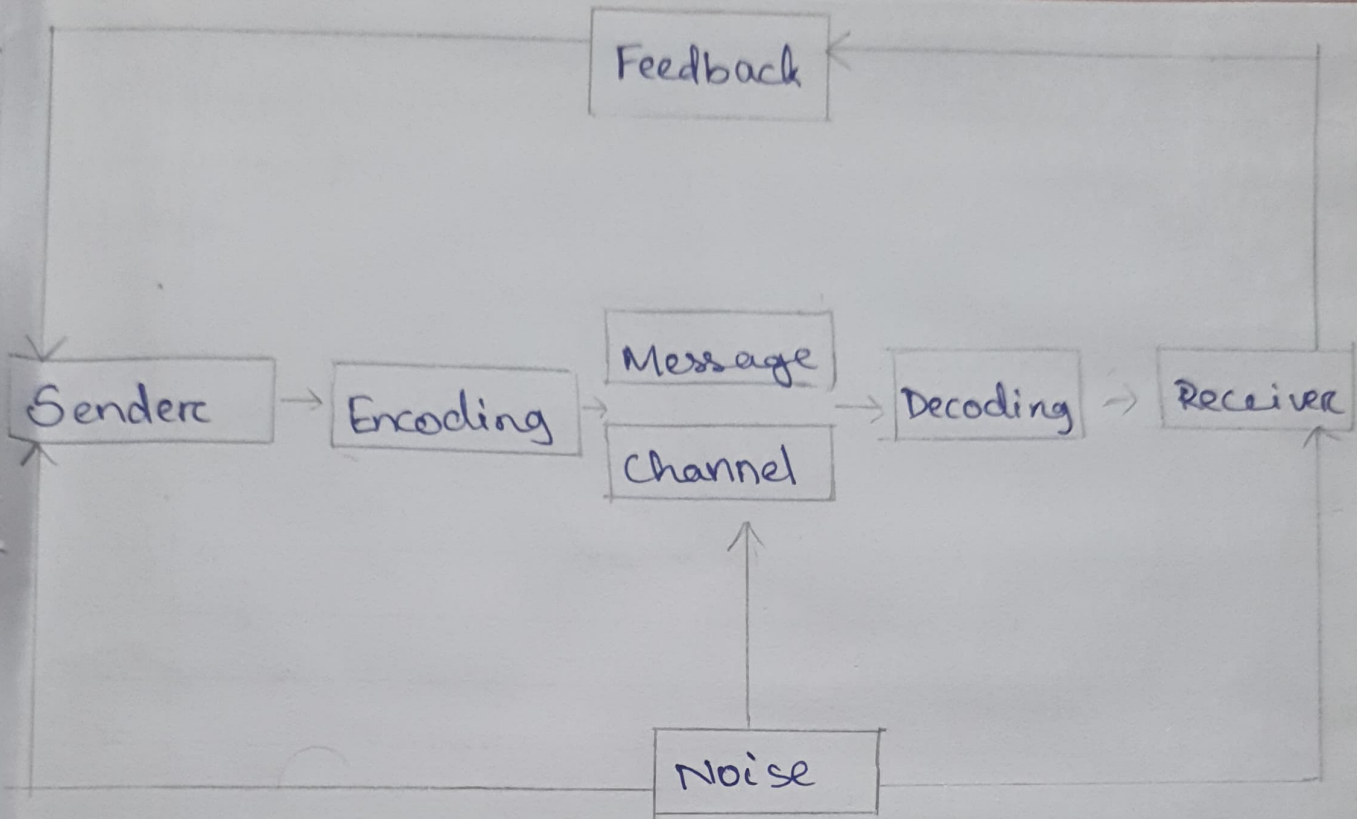 Feedback
Message
Sender
Encoding
Decoding
Receiver
Channel
Noise